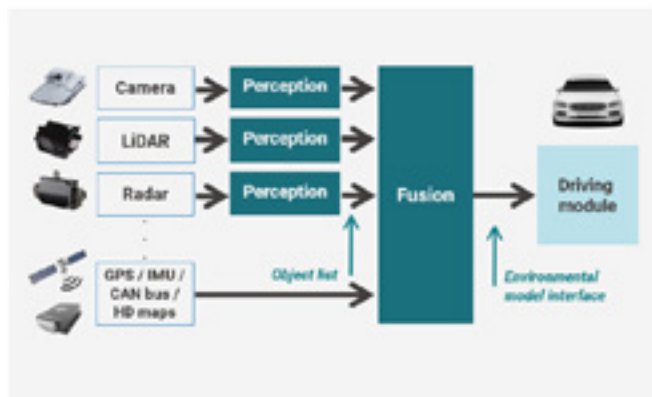 Camera
Perception
LiDAR
Perception
Radar
Perception
Fusion
Driving
module
GPS / IMU /
CAN bus /
HD maps
Object list
Environmental
model interface